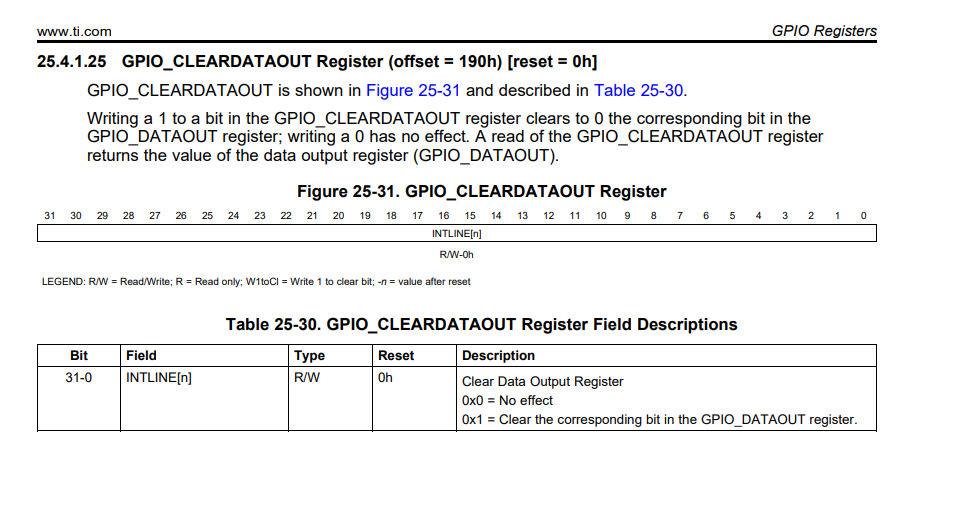 www.ti.com GPIO Registers
25.4.1.25 GPIO_CLEARDATAOUT Register (offset = 190h) [reset = 0h]
GPIO_CLEARDATAOUT is shown in Figure 25-31 and described in Table 25-30.
Writing a 1 to a bit in the GPIO_CLEARDATAOUT register clears to 0 the corresponding bit in the
GPIO_DATAOUT register; writing a 0 has no effect. A read of the GPIO_CLEARDATAOUT register
returns the value of the data output register (GPIO_DATAOUT).
Figure 25-31. GPIO_CLEARDATAOUT Register
31 30 29 28 27 26 25 24 23 22 21 20 19 18 17 16 15 14 13 12 11 10 9 8 7 6 5 4 3 2 1 0
INTLINE[n]
R/W-0h
LEGEND: R/W = Read/Write; R = Read only; W1toCl = Write 1 to clear bit; -n = value after reset
Table 25-30. GPIO_CLEARDATAOUT Register Field Descriptions
Bit Field Type Reset Description
31-0 INTLINE[n] R/W 0h Clear Data Output Register
0x0 = No effect
0x1 = Clear the corresponding bit in the GPIO_DATAOUT register.